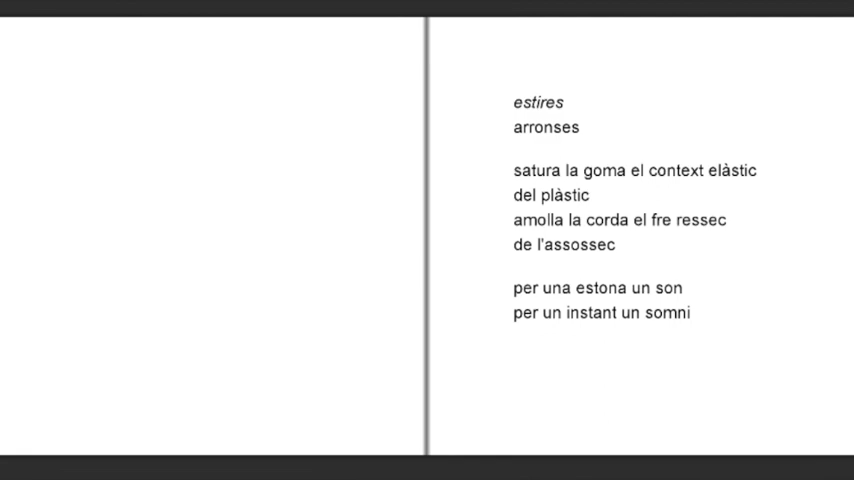 estires
arronses
satura la goma el context elàstic
del plàstic
amolla la corda el fre ressec
de l'assossec
per una estona un son
per un instant un somni